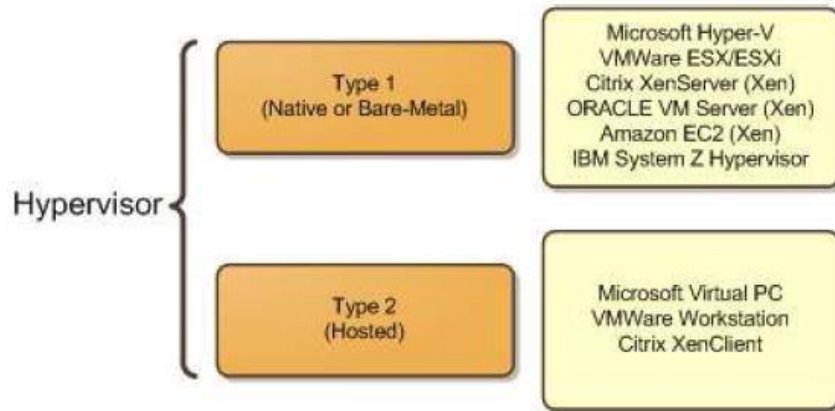 Hypervisor
Type 1
(Native or Bare-Metal)
Microsoft Hyper-V
VMWare ESX/ESXi
Citrix XenServer (Xen)
ORACLE VM Server (Xen)
Amazon EC2 (Xen)
IBM System Z Hypervisor
Type 2
(Hosted)
Microsoft Virtual PC
VMWare Workstation
Citrix XenClient